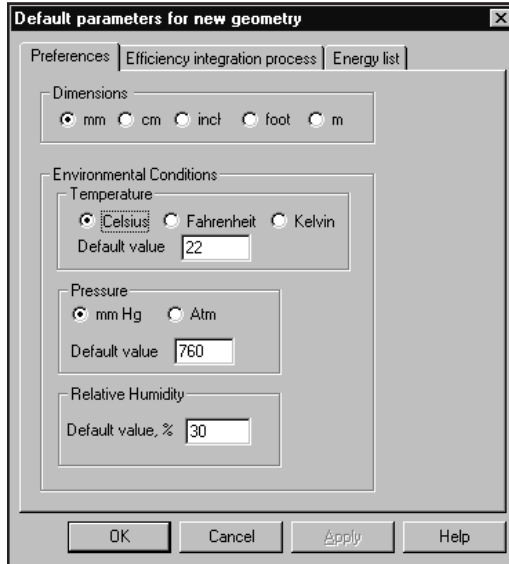 Default parameters for new geometry
Preferences Efficiency integration process Energy list
Dimensions
mm cm incł foot m
Environmental Conditions
Temperature
Celsius Fahrenheit Kelvin
Default value 22
Pressure
mm Hg Atm
Default value 760
Relative Humidity
Default value, % 30
OK Cancel Apply Help